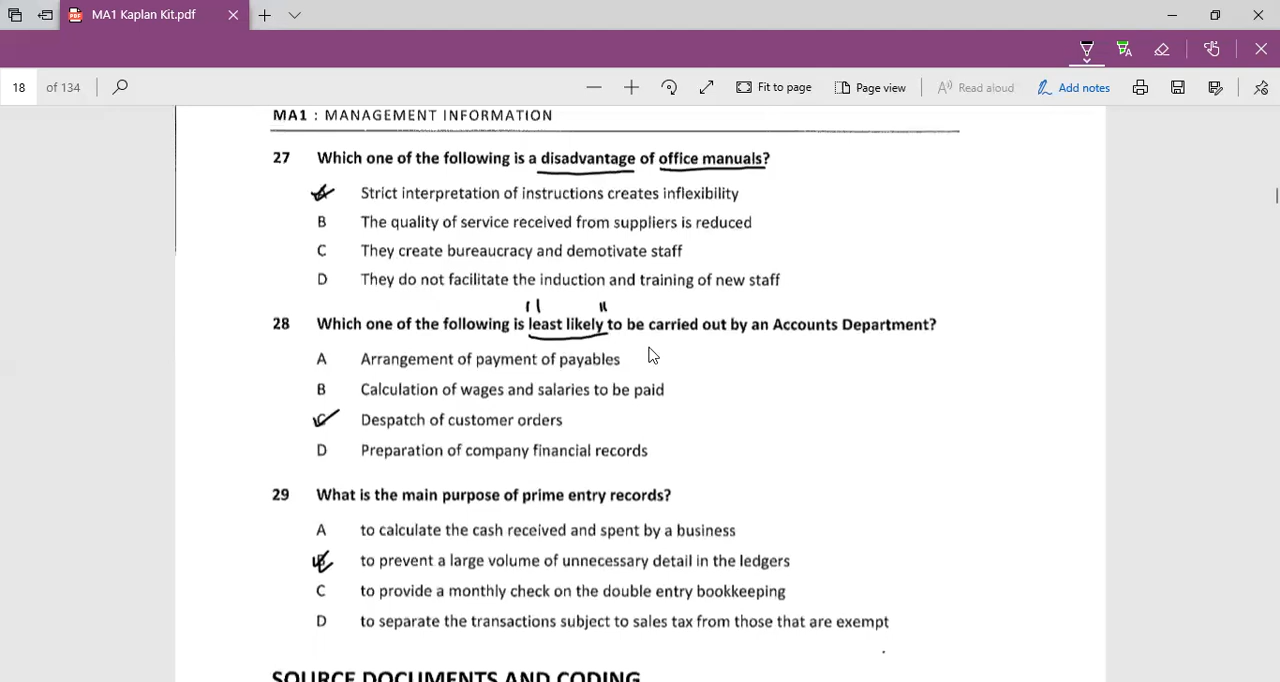 MA1 Kaplan Kit.pdf
18 of 134
Fit to page
Page view
Read aloud
Add notes
MA1 : MANAGEMENT INFORMATION
27 Which one of the following is a disadvantage of office manuals?
A Strict interpretation of instructions creates inflexibility
B The quality of service received from suppliers is reduced
C They create bureaucracy and demotivate staff
D They do not facilitate the induction and training of new staff
28 Which one of the following is least likely to be carried out by an Accounts Department?
A Arrangement of payment of payables
B Calculation of wages and salaries to be paid
C Despatch of customer orders
D Preparation of company financial records
29 What is the main purpose of prime entry records?
A to calculate the cash received and spent by a business
B to prevent a large volume of unnecessary detail in the ledgers
C to provide a monthly check on the double entry bookkeeping
D to separate the transactions subject to sales tax from those that are exempt
SOURCE DOCUMENTS AND CODING